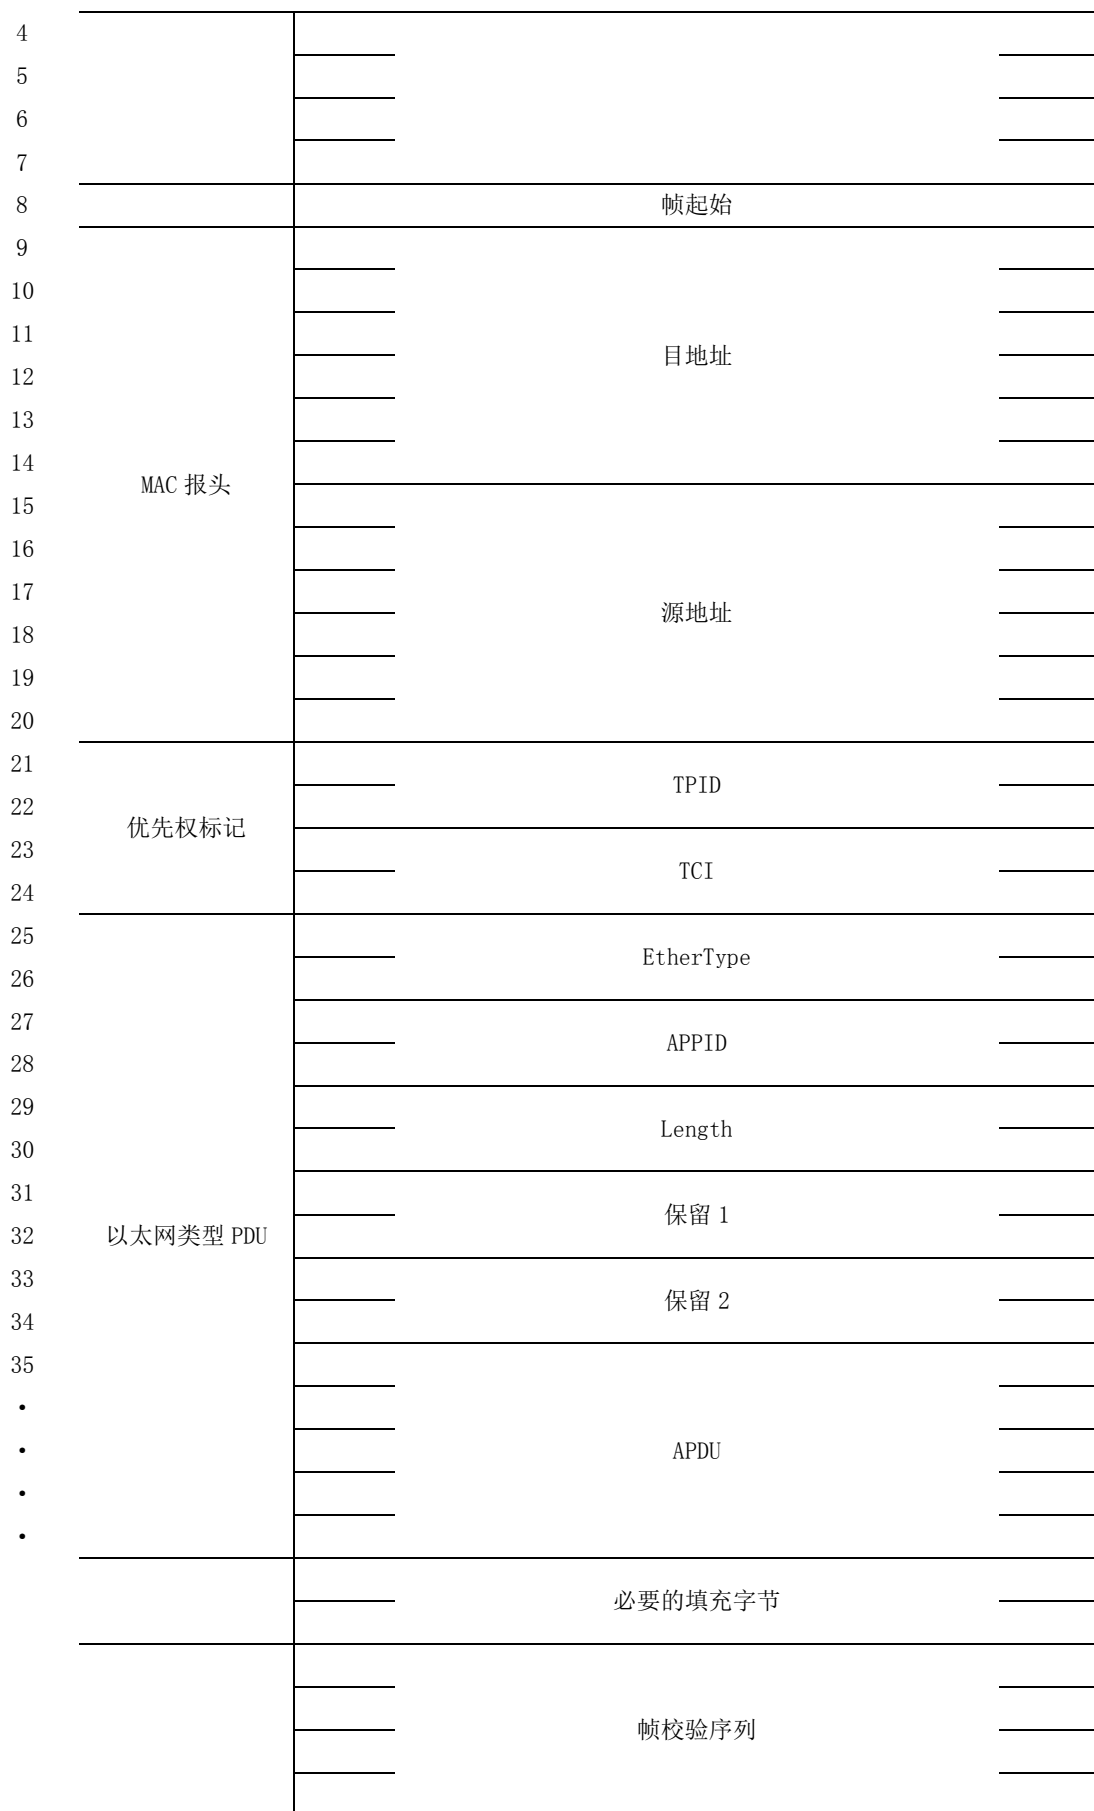 4
5
6
7
8 帧起始
9
10
11
12 目地址
13
14
MAC 报头
15
16
17
18 源地址
19
20
21
TPID
22
优先权标记
23
TCI
24
25
EtherType
26
27
APPID
28
29
Length
30
31
保留 1
32 以太网类型 PDU
33
保留 2
34
35
•
• APDU
•
•
必要的填充字节
帧校验序列